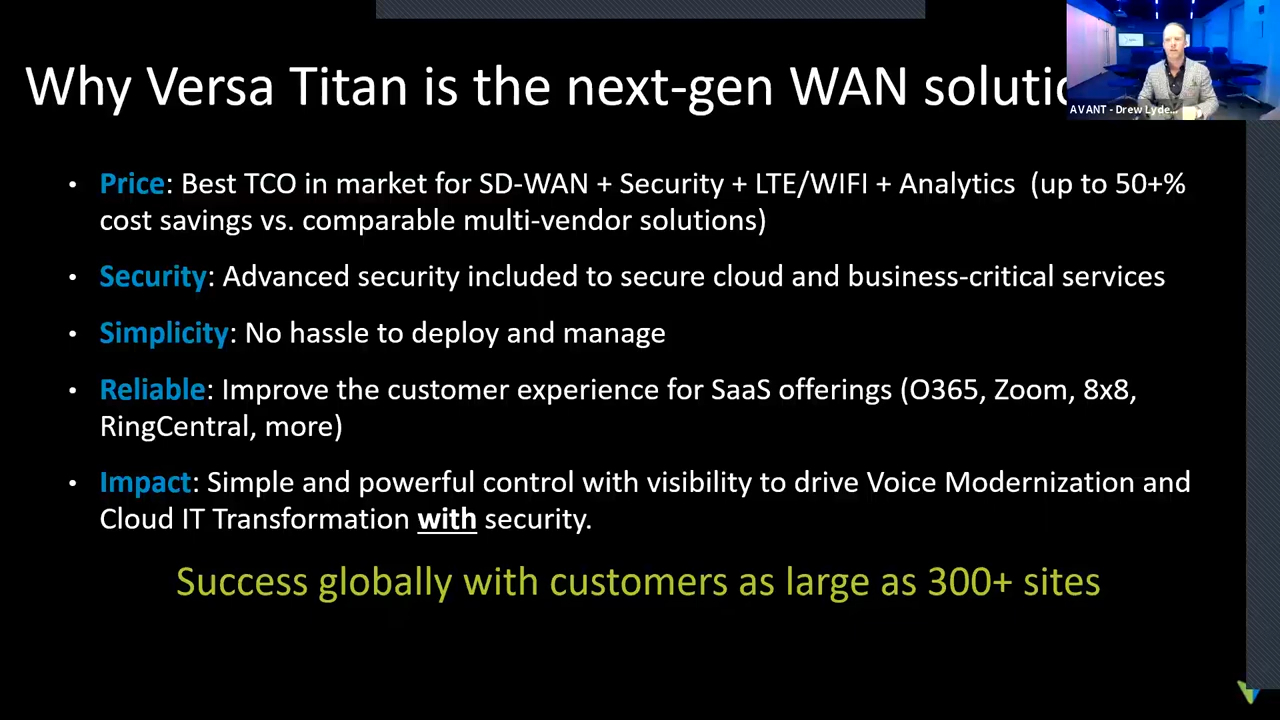 Why Versa Titan is the next-gen WAN solutio
AVANT - Drew Lyde...
• Price: Best TCO in market for SD-WAN + Security + LTE/WIFI + Analytics (up to 50+%
cost savings vs. comparable multi-vendor solutions)
• Security: Advanced security included to secure cloud and business-critical services
• Simplicity: No hassle to deploy and manage
• Reliable: Improve the customer experience for SaaS offerings (O365, Zoom, 8x8,
RingCentral, more)
• Impact: Simple and powerful control with visibility to drive Voice Modernization and
Cloud IT Transformation with security.
Success globally with customers as large as 300+ sites